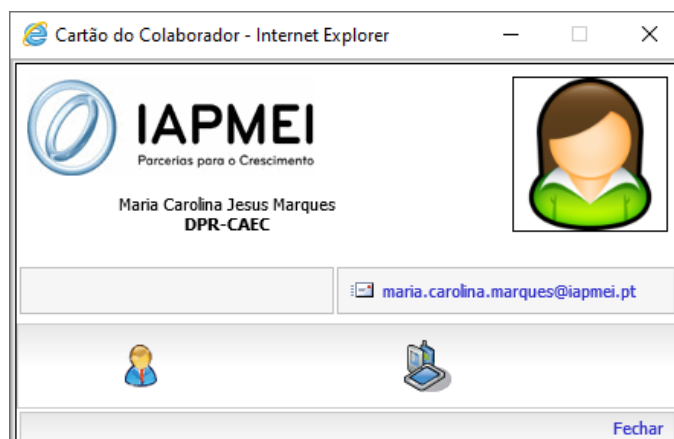 Cartão do Colaborador - Internet Explorer
IAPMEI
Parcerias para o Crescimento
Maria Carolina Jesus Marques
DPR-CAEC
maria.carolina.marques@iapmei.pt
Fechar